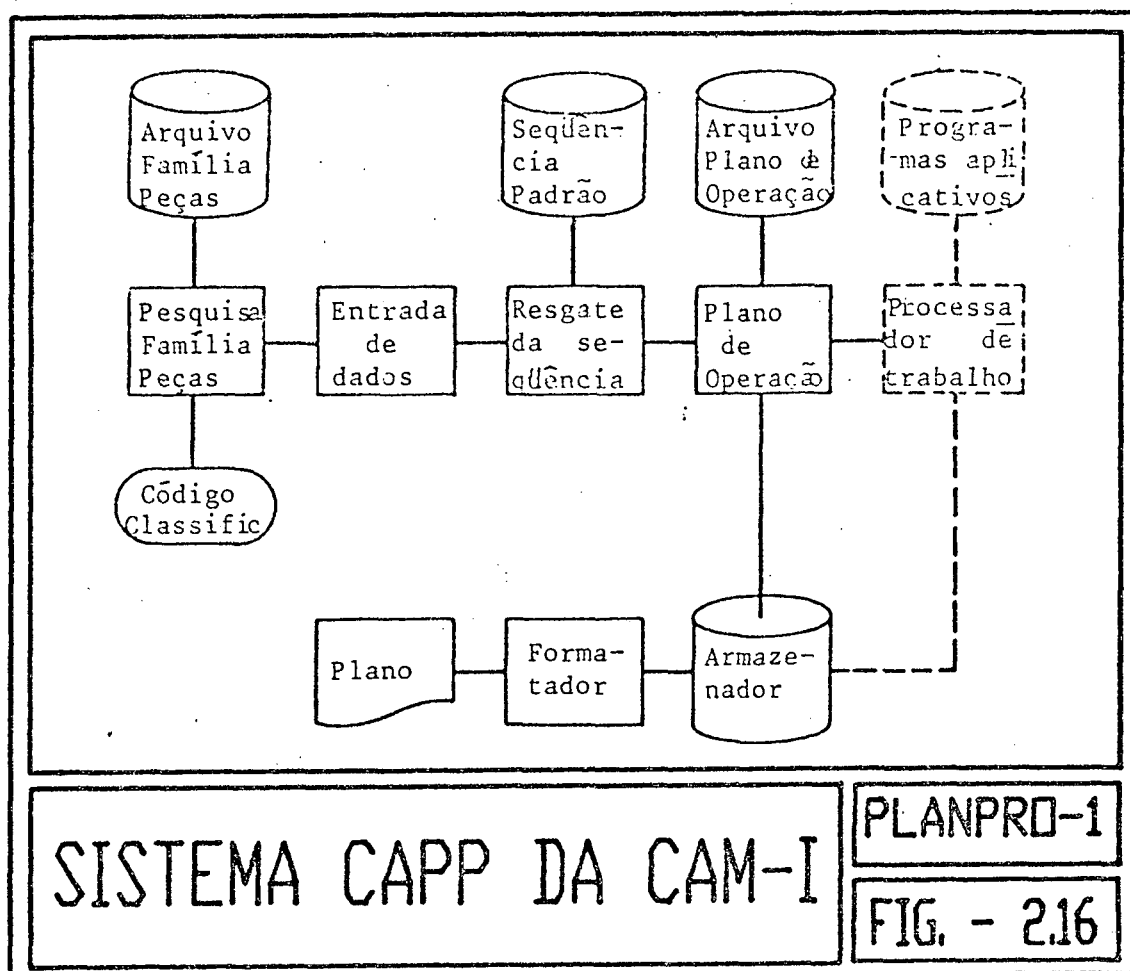 Arquivo
Família
Peças
Seqüên-
cia
Padrão
Arquivo
Plano de
Operação
Progra-
-mas apli
cativos
Pesquisa
Família
Peças
Entrada
de
dados
Resgate
da se-
qüência
Plano
de
Operação
Processa
dor de
trabalho
Código
Classific
Plano
Forma-
tador
Armaze-
nador
SISTEMA CAPP DA CAM-I
PLANPRO-1
FIG. - 2.16